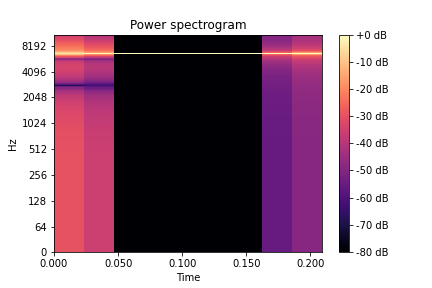 Power spectrogram
Hz
8192
4096
2048
1024
512
256
128
64
0
0.000 0.050 0.100 0.150 0.200
Time
+0 dB
-10 dB
-20 dB
-30 dB
-40 dB
-50 dB
-60 dB
-70 dB
-80 dB